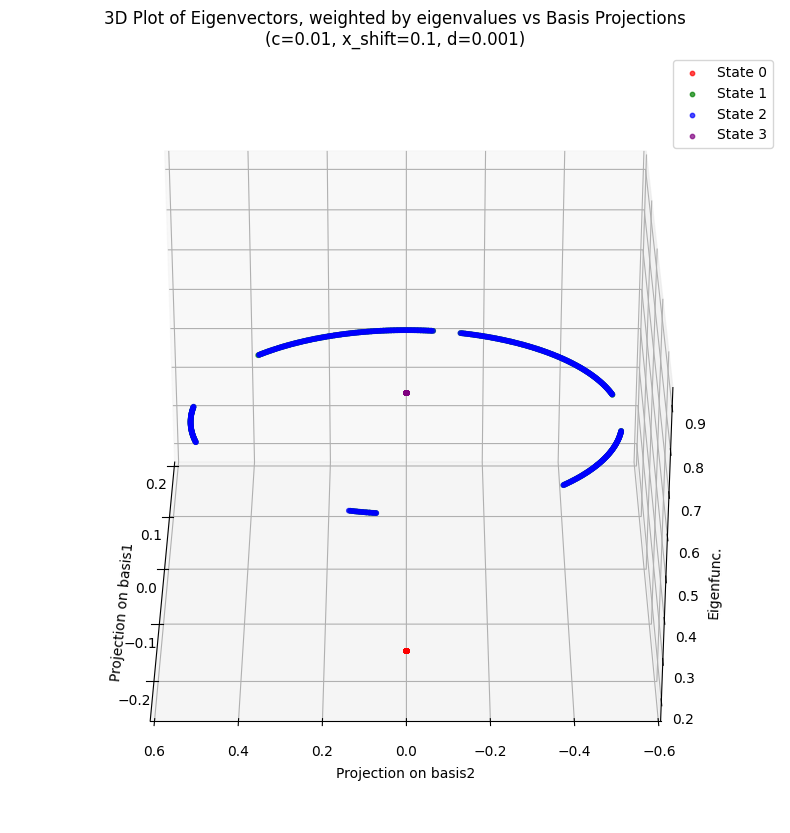 3D Plot of Eigenvectors, weighted by eigenvalues vs Basis Projections
(c=0.01, x_shift=0.1, d=0.001)
State 0
State 1
State 2
State 3
0.2
0.1
0.0
−0.1
−0.2
Projection on basis1
0.9
0.8
0.7
0.6
0.5
0.4
0.3
0.2
Eigenfunc.
0.6
0.4
0.2
0.0
−0.2
−0.4
−0.6
Projection on basis2